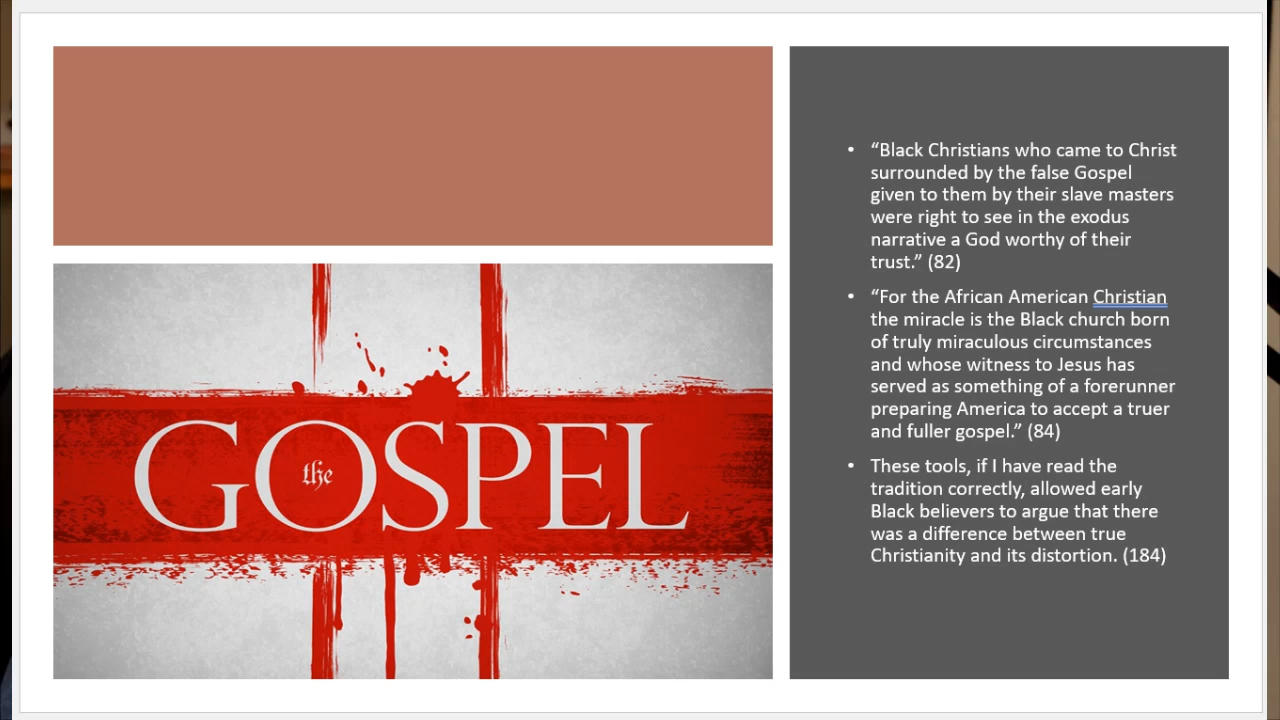 the
GOSPEL
• “Black Christians who came to Christ
surrounded by the false Gospel
given to them by their slave masters
were right to see in the exodus
narrative a God worthy of their
trust.” (82)
• “For the African American Christian
the miracle is the Black church born
of truly miraculous circumstances
and whose witness to Jesus has
served as something of a forerunner
preparing America to accept a truer
and fuller gospel.” (84)
• These tools, if I have read the
tradition correctly, allowed early
Black believers to argue that there
was a difference between true
Christianity and its distortion. (184)